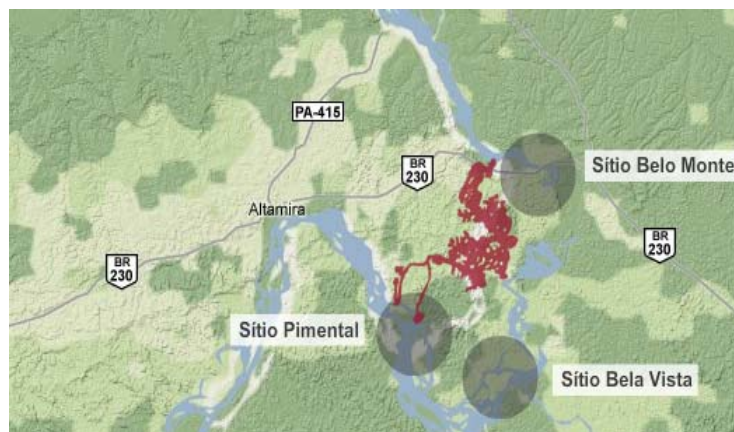 PA-415
BR
230
Sítio Belo Monte
Altamira
BR
230
BR
230
Sítio Pimental
Sítio Bela Vista